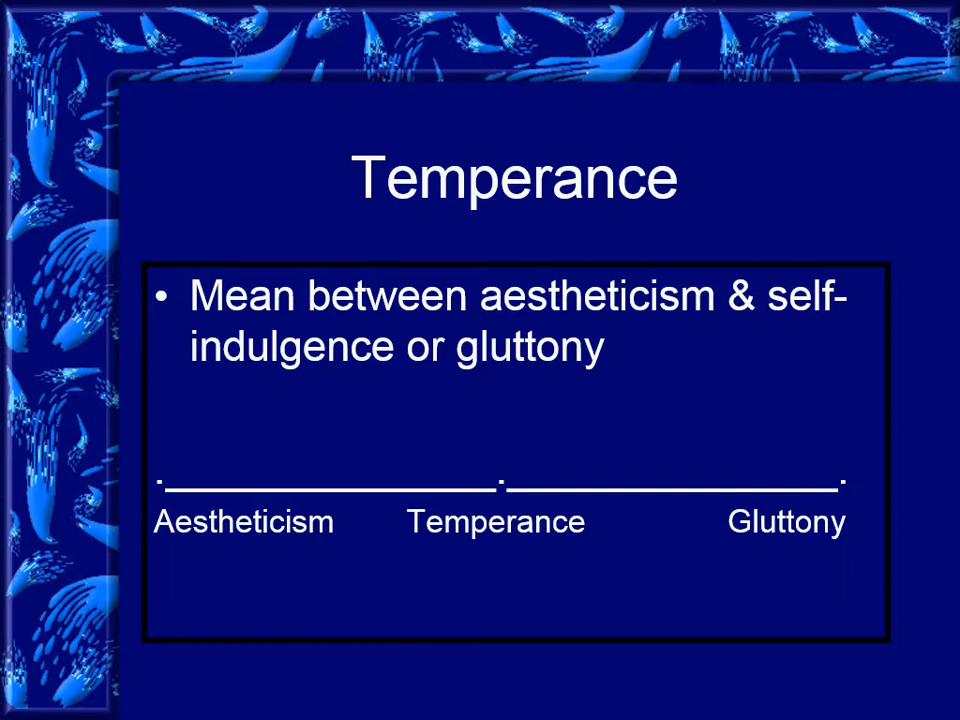 Temperance
• Mean between aestheticism & self-
indulgence or gluttony
.__________________.__________________.
Aestheticism Temperance Gluttony